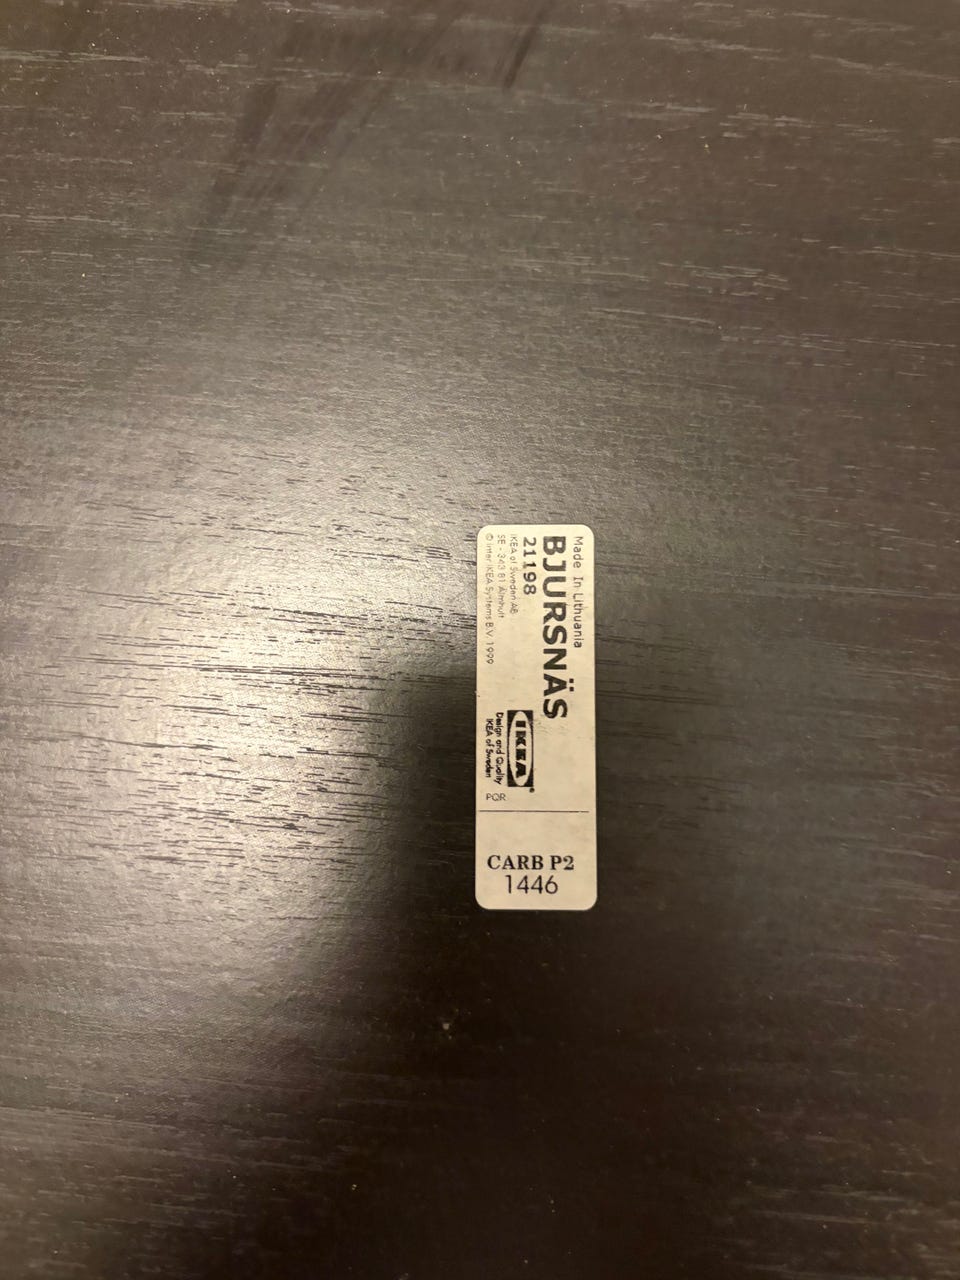 Made In Lithuania
BJURSNÄS
21198
IKEA of Sweden AB
SE - 343 81 Älmhult
© Inter IKEA Systems B.V. 1999
IKEA®
Design and Quality
IKEA of Sweden
PQR
CARB P2
1446